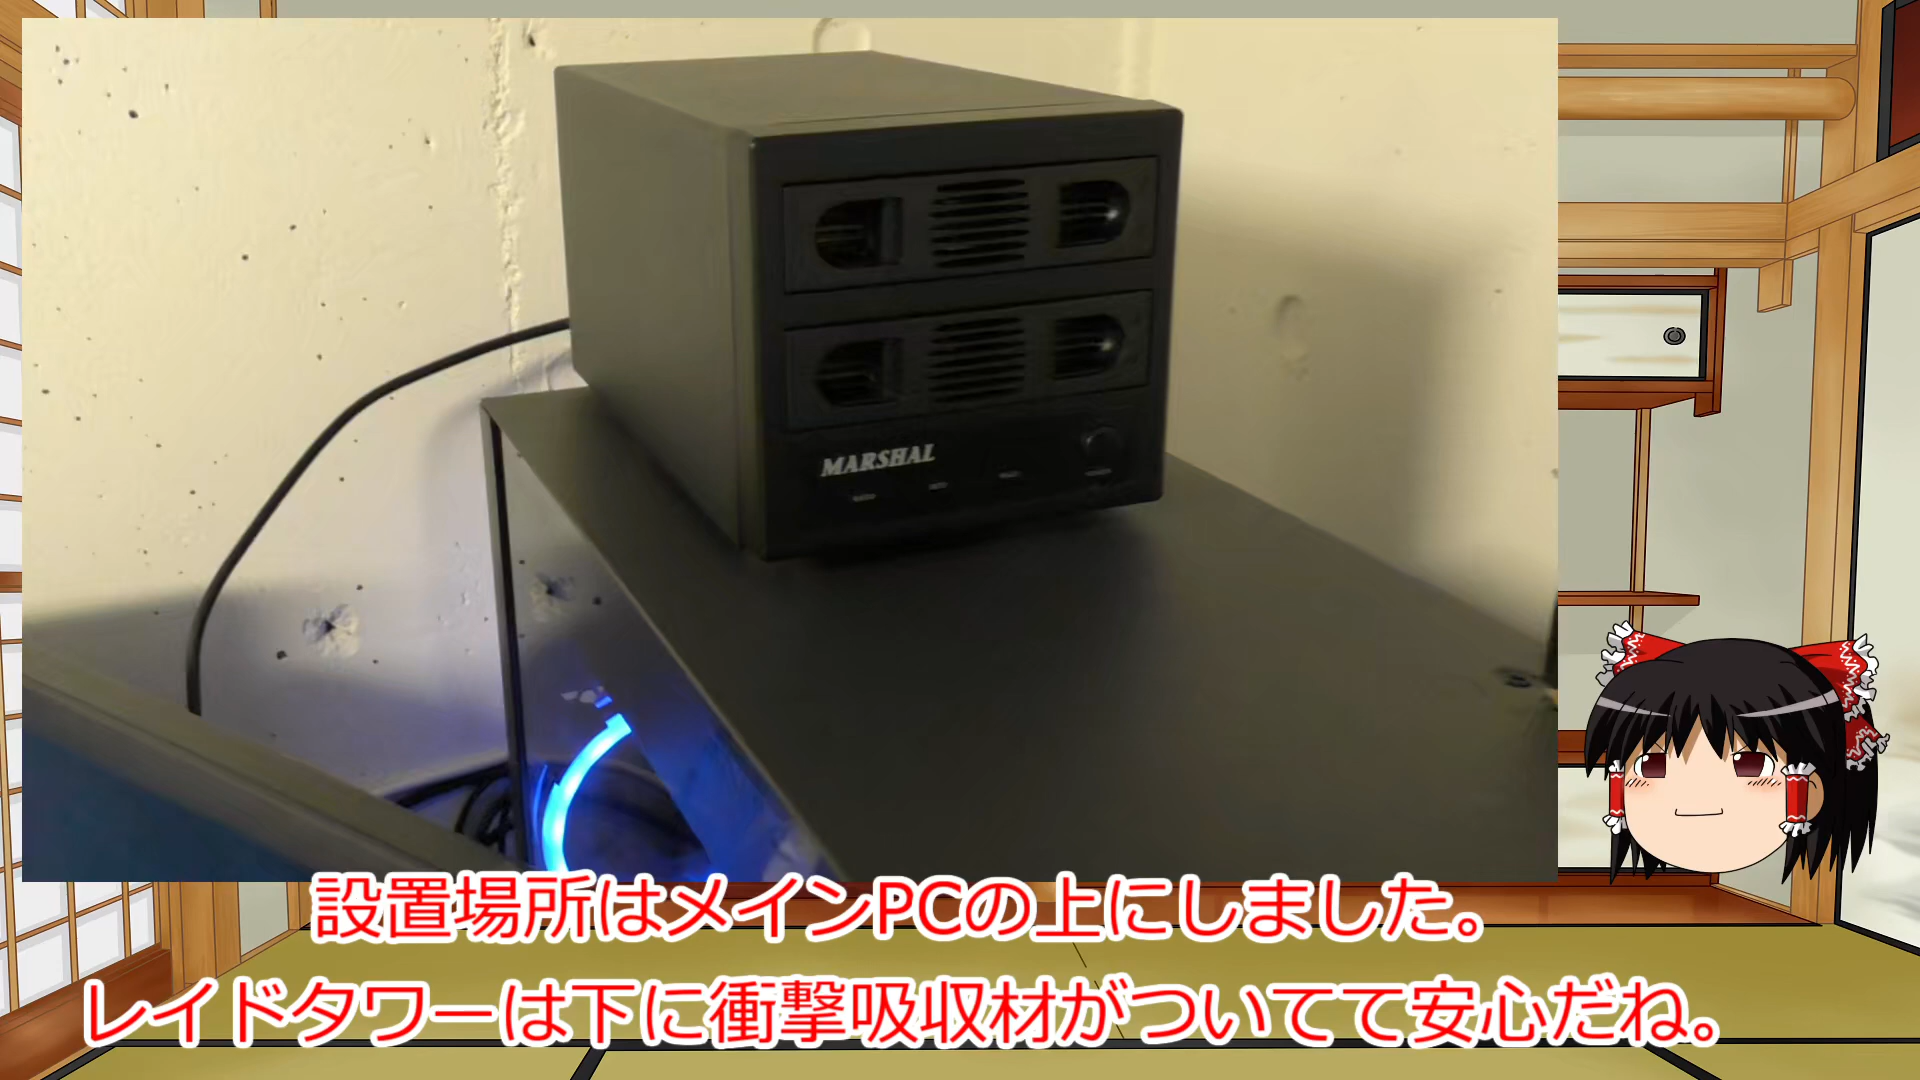 MARSHAL
設置場所はメインPCの上にしました。
レイドタワーは下に衝撃吸収材がついてて安心だね。